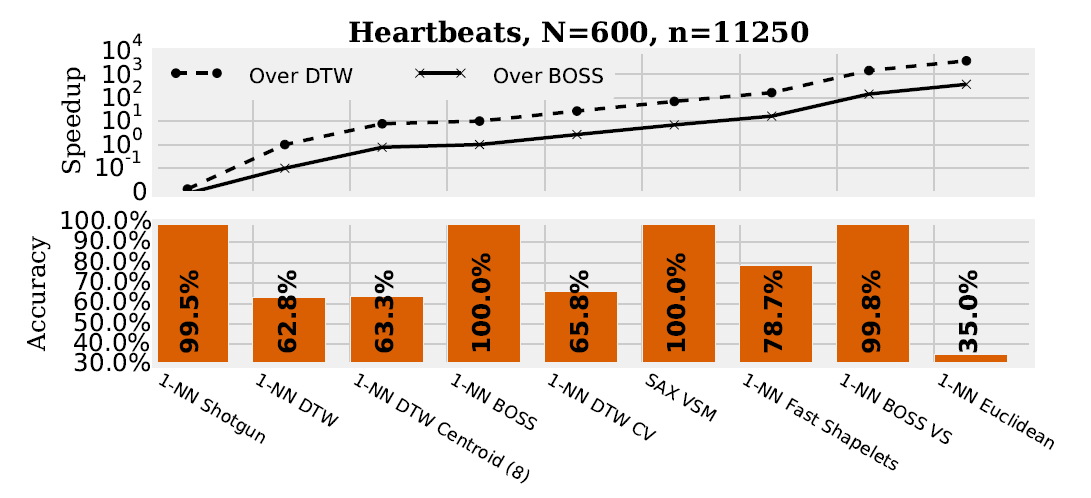 Heartbeats, N=600, n=11250
Speedup
10^4
10^3
10^2
10^1
10^0
10^-1
0
Over DTW
Over BOSS
Accuracy
100.0%
90.0%
80.0%
70.0%
60.0%
50.0%
40.0%
30.0%
99.5%
62.8%
63.3%
100.0%
65.8%
100.0%
78.7%
99.8%
35.0%
1-NN Shotgun
1-NN DTW
1-NN DTW Centroid (8)
1-NN BOSS
1-NN DTW CV
SAX VSM
1-NN Fast Shapelets
1-NN BOSS VS
1-NN Euclidean